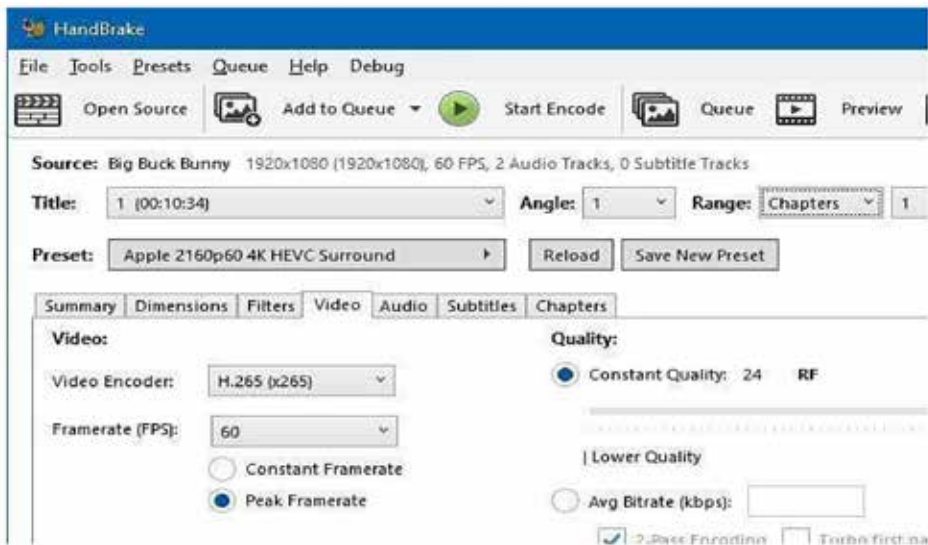 HandBrake
File Tools Presets Queue Help Debug
Open Source Add to Queue Start Encode Queue Preview
Source: Big Buck Bunny 1920x1080 (1920x1080), 60 FPS, 2 Audio Tracks, 0 Subtitle Tracks
Title: 1 (00:10:34) Angle: 1 Range: Chapters 1
Preset: Apple 2160p60 4K HEVC Surround Reload Save New Preset
Summary Dimensions Filters Video Audio Subtitles Chapters
Video: Quality:
Video Encoder: H.265 (x265) Constant Quality: 24 RF
Framerate (FPS): 60
Constant Framerate | Lower Quality
Peak Framerate Avg Bitrate (kbps):
2-Pass Encoding Turbo first